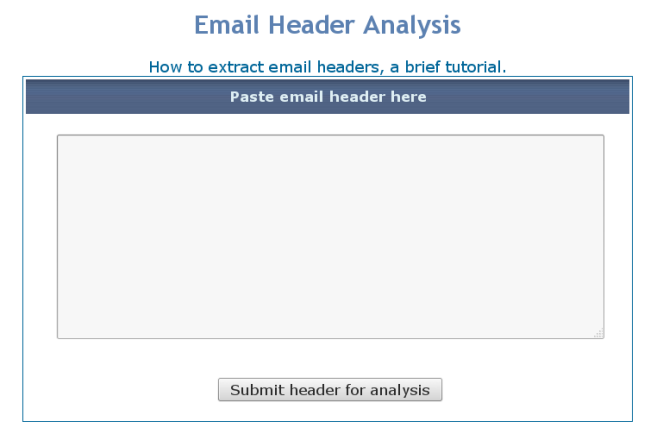 Email Header Analysis
How to extract email headers, a brief tutorial.
Paste email header here
Submit header for analysis